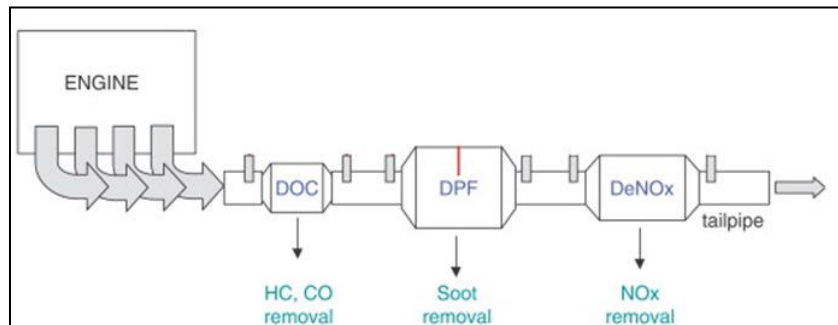 ENGINE
DOC
DPF
DeNOx
tailpipe
HC, CO
removal
Soot
removal
NOx
removal